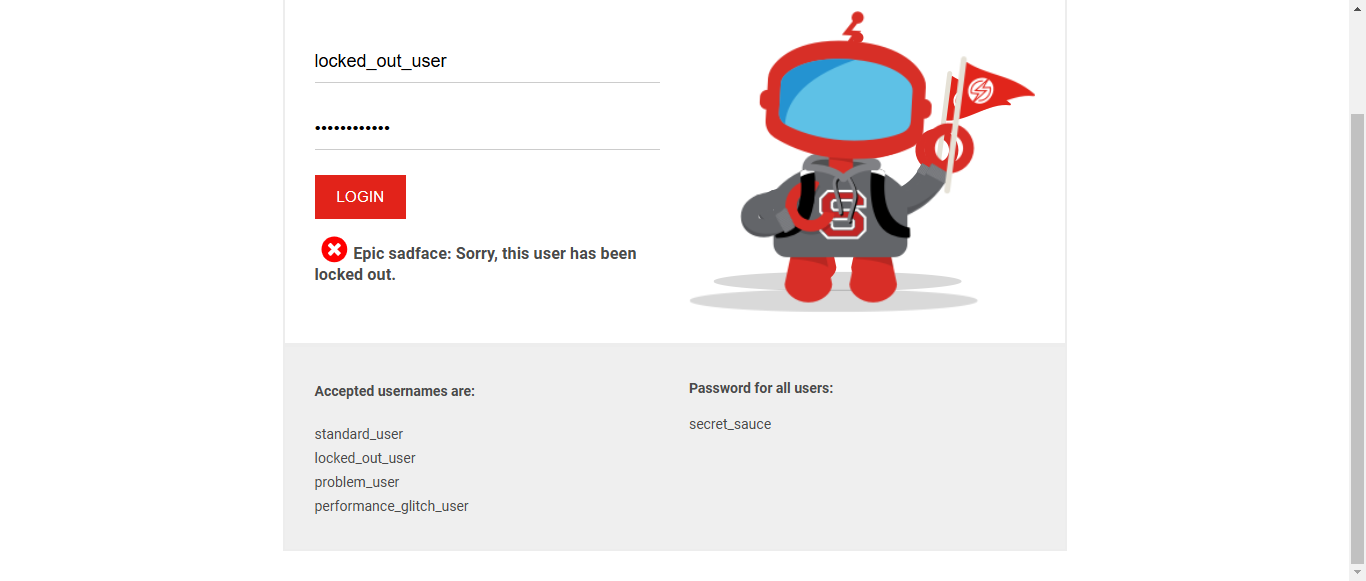 locked_out_user
••••••••••••
LOGIN
Epic sadface: Sorry, this user has been
locked out.
S
Accepted usernames are:
standard_user
locked_out_user
problem_user
performance_glitch_user
Password for all users:
secret_sauce